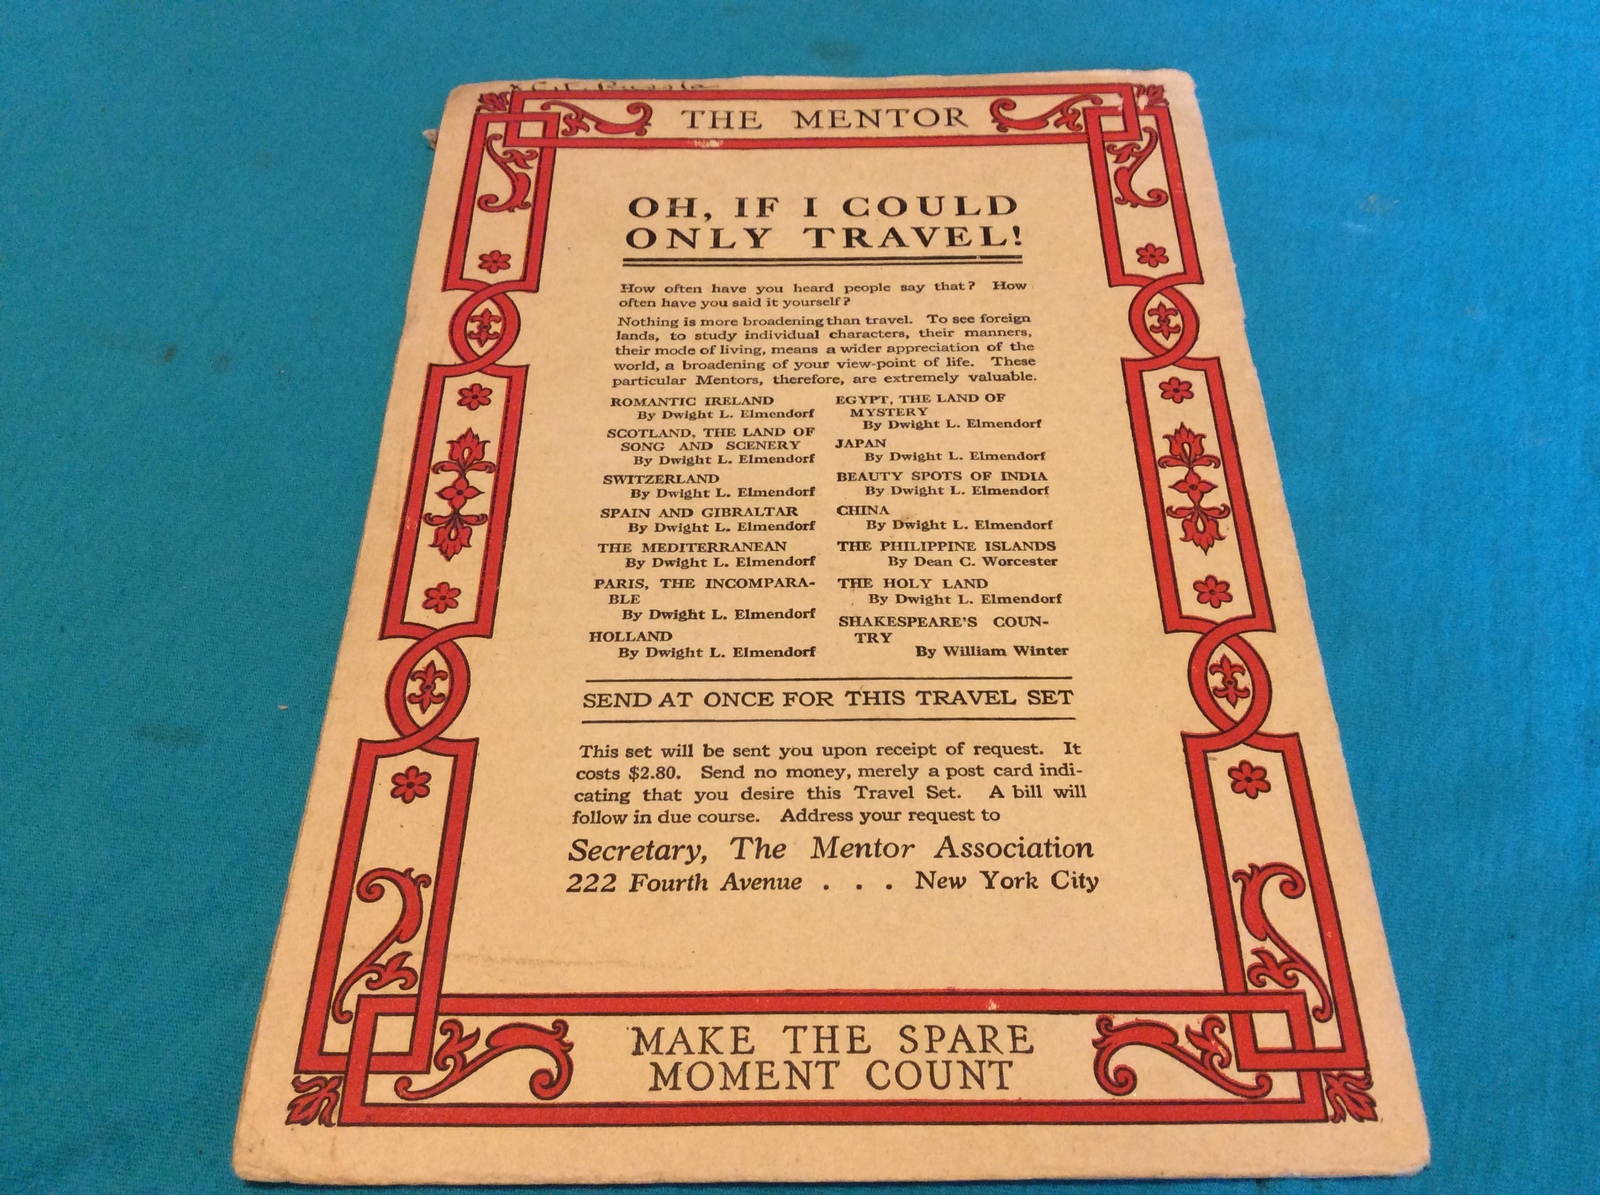 THE MENTOR
OH, IF I COULD
ONLY TRAVEL!
How often have you heard people say that? How
often have you said it yourself?
Nothing is more broadening than travel. To see foreign
lands, to study individual characters, their manners,
their mode of living, means a wider appreciation of the
world, a broadening of your view-point of life. These
particular Mentors, therefore, are extremely valuable.
ROMANTIC IRELAND
By Dwight L. Elmendorf
SCOTLAND, THE LAND OF
SONG AND SCENERY
By Dwight L. Elmendorf
SWITZERLAND
By Dwight L. Elmendorf
SPAIN AND GIBRALTAR
By Dwight L. Elmendorf
THE MEDITERRANEAN
By Dwight L. Elmendorf
PARIS, THE INCOMPARA-
BLE
By Dwight L. Elmendorf
HOLLAND
By Dwight L. Elmendorf
EGYPT, THE LAND OF
MYSTERY
By Dwight L. Elmendorf
JAPAN
By Dwight L. Elmendorf
BEAUTY SPOTS OF INDIA
By Dwight L. Elmendorf
CHINA
By Dwight L. Elmendorf
THE PHILIPPINE ISLANDS
By Dean C. Worcester
THE HOLY LAND
By Dwight L. Elmendorf
SHAKESPEARE'S COUN-
TRY
By William Winter
SEND AT ONCE FOR THIS TRAVEL SET
This set will be sent you upon receipt of request. It
costs $2.80. Send no money, merely a post card indi-
cating that you desire this Travel Set. A bill will
follow in due course. Address your request to
Secretary, The Mentor Association
222 Fourth Avenue . . . New York City
MAKE THE SPARE
MOMENT COUNT